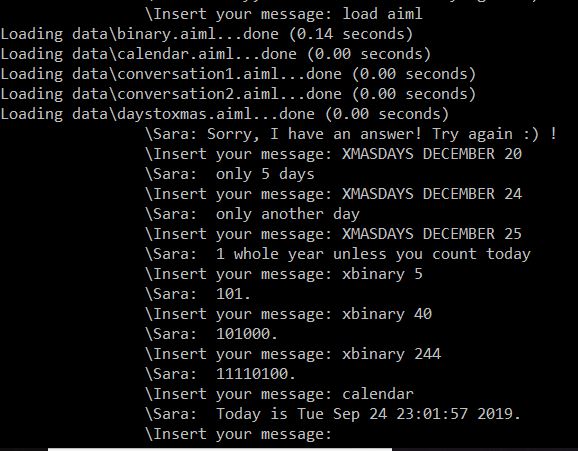 \Insert your message: load aiml
Loading data\binary.aiml...done (0.14 seconds)
Loading data\calendar.aiml...done (0.00 seconds)
Loading data\conversation1.aiml...done (0.00 seconds)
Loading data\conversation2.aiml...done (0.00 seconds)
Loading data\daystoxmas.aiml...done (0.00 seconds)
\Sara: Sorry, I have an answer! Try again :) !
\Insert your message: XMASDAYS DECEMBER 20
\Sara:  only 5 days
\Insert your message: XMASDAYS DECEMBER 24
\Sara:  only another day
\Insert your message: XMASDAYS DECEMBER 25
\Sara:  1 whole year unless you count today
\Insert your message: xbinary 5
\Sara:  101.
\Insert your message: xbinary 40
\Sara:  101000.
\Insert your message: xbinary 244
\Sara:  11110100.
\Insert your message: calendar
\Sara:  Today is Tue Sep 24 23:01:57 2019.
\Insert your message: